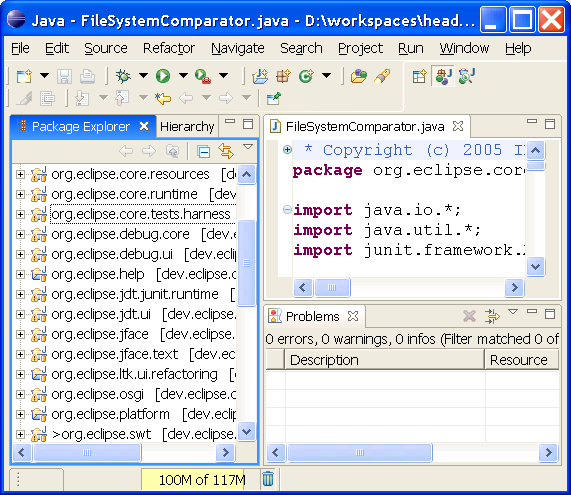 Java - FileSystemComparator.java - D:\workspaces\head...
File Edit Source Refactor Navigate Search Project Run Window Help
Package Explorer Hierarchy
org.eclipse.core.resources [de
org.eclipse.core.runtime [dev.
org.eclipse.core.tests.harness
org.eclipse.debug.core [dev.e
org.eclipse.debug.ui [dev.ecl
org.eclipse.help [dev.eclipse.
org.eclipse.jdt.junit.runtime [d
org.eclipse.jdt.ui [dev.eclipse.
org.eclipse.jface [dev.eclipse.
org.eclipse.jface.text [dev.ecl
org.eclipse.ltk.ui.refactoring [d
org.eclipse.osgi [dev.eclipse.
org.eclipse.platform [dev.eclip
>org.eclipse.swt [dev.eclipse.
FileSystemComparator.java
* Copyright (c) 2005 I
package org.eclipse.cor
import java.io.*;
import java.util.*;
import junit.framework.
Problems
0 errors, 0 warnings, 0 infos (Filter matched 0 of
Description Resource
100M of 117M